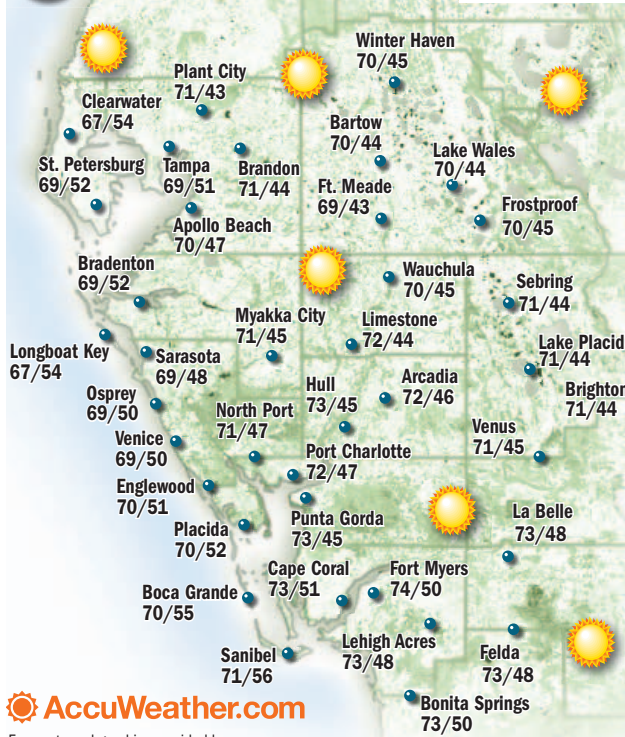 Winter Haven
70/45
Plant City
71/43
Clearwater
67/54
Bartow
70/44
Lake Wales
70/44
St. Petersburg
69/52
Tampa
69/51
Brandon
71/44
Ft. Meade
69/43
Frostproof
70/45
Apollo Beach
70/47
Bradenton
69/52
Wauchula
70/45
Sebring
71/44
Myakka City
71/45
Limestone
72/44
Longboat Key
67/54
Sarasota
69/48
Lake Placid
71/44
Osprey
69/50
Hull
73/45
Arcadia
72/46
Brighton
71/44
North Port
71/47
Venice
69/50
Venus
71/45
Port Charlotte
72/47
Englewood
70/51
Punta Gorda
73/45
La Belle
73/48
Placida
70/52
Cape Coral
73/51
Fort Myers
74/50
Boca Grande
70/55
Lehigh Acres
73/48
Felda
73/48
Sanibel
71/56
Bonita Springs
73/50
AccuWeather.com